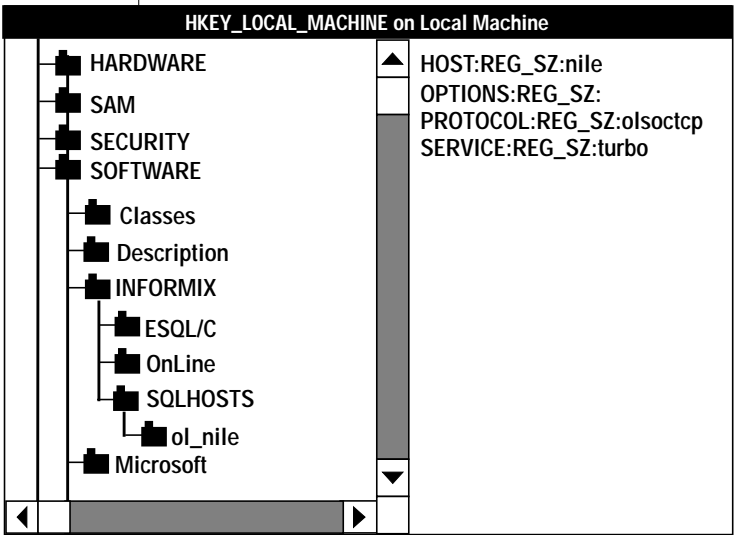 HKEY_LOCAL_MACHINE on Local Machine
HARDWARE
SAM
SECURITY
SOFTWARE
Classes
Description
INFORMIX
ESQL/C
OnLine
SQLHOSTS
ol_nile
Microsoft
HOST:REG_SZ:nile
OPTIONS:REG_SZ:
PROTOCOL:REG_SZ:olsoctcp
SERVICE:REG_SZ:turbo